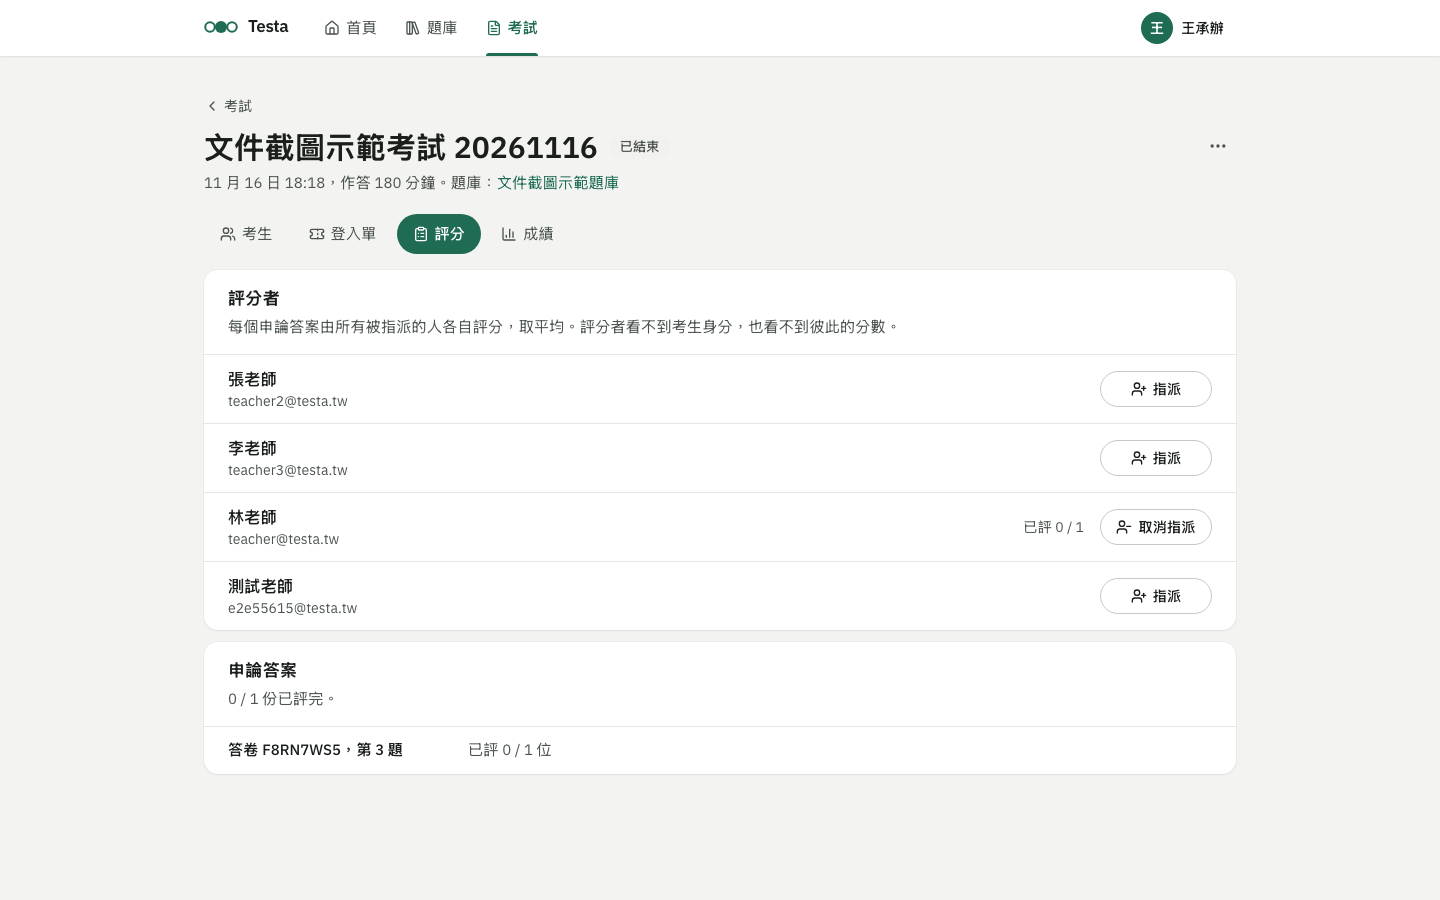 Testa
首頁
題庫
考試
王
王承辦
考試
文件截圖示範考試 20261116
已結束
11 月 16 日 18:18，作答 180 分鐘。題庫：文件截圖示範題庫
考生
登入單
評分
成績
評分者
每個申論答案由所有被指派的人各自評分，取平均。評分者看不到考生身分，也看不到彼此的分數。
張老師
teacher2@testa.tw
指派
李老師
teacher3@testa.tw
指派
林老師
teacher@testa.tw
已評 0 / 1
取消指派
測試老師
e2e55615@testa.tw
指派
申論答案
0 / 1 份已評完。
答卷 F8RN7WS5，第 3 題
已評 0 / 1 位